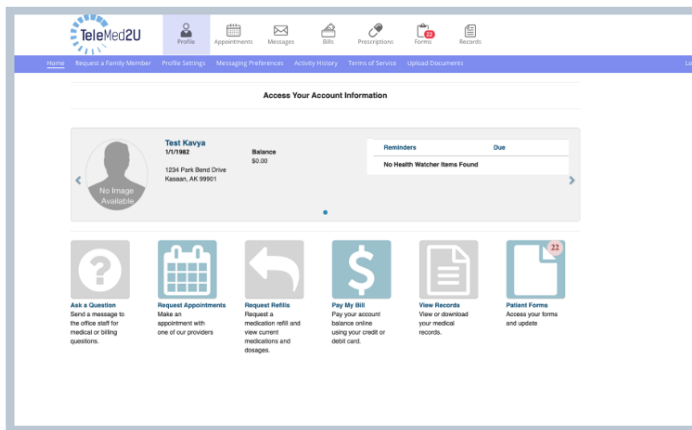 TeleMed2U
Profile
Appointments
Messages
Bills
Prescriptions
22
Forms
Records
Home Request a Family Member Profile Settings Messaging Preferences Activity History Terms of Service Upload Documents
Access Your Account Information
No Image
Available
Test Kavya
1/1/1982
1234 Park Bend Drive
Kasaan, AK 99901
Balance
$0.00
Reminders Due
No Health Watcher Items Found
Ask a Question
Send a message to
the office staff for
medical or billing
questions.
Request Appointments
Make an
appointment with
one of our providers
Request Refills
Request a
medication refill and
view current
medications and
dosages.
$
Pay My Bill
Pay your account
balance online
using your credit or
debit card.
View Records
View or download
your medical
records.
22
Patient Forms
Access your forms
and update